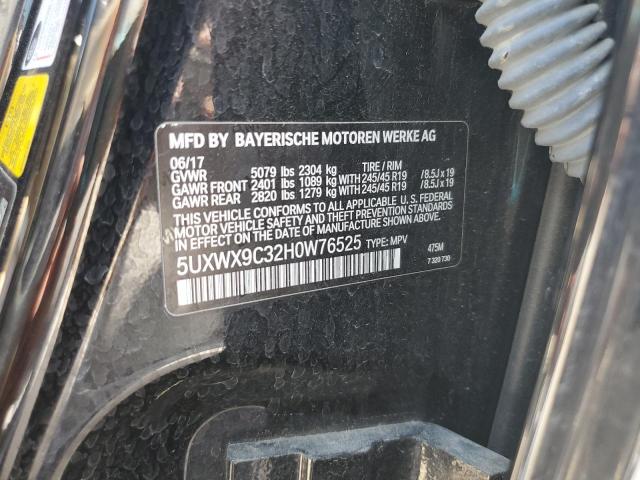 MFD BY BAYERISCHE MOTOREN WERKE AG
06/17 TIRE / RIM
GVWR 5079 lbs 2304 kg
GAWR FRONT 2401 lbs 1089 kg WITH 245/45 R19 /8.5J x 19
GAWR REAR 2820 lbs 1279 kg WITH 245/45 R19 /8.5J x 19
THIS VEHICLE CONFORMS TO ALL APPLICABLE U.S. FEDERAL
MOTOR VEHICLE SAFETY, BUMPER, AND THEFT PREVENTION STANDARDS
IN EFFECT ON THE DATE OF MANUFACTURE SHOWN ABOVE.
5UXWX9C32H0W76525 TYPE: MPV 475M
7 320 730